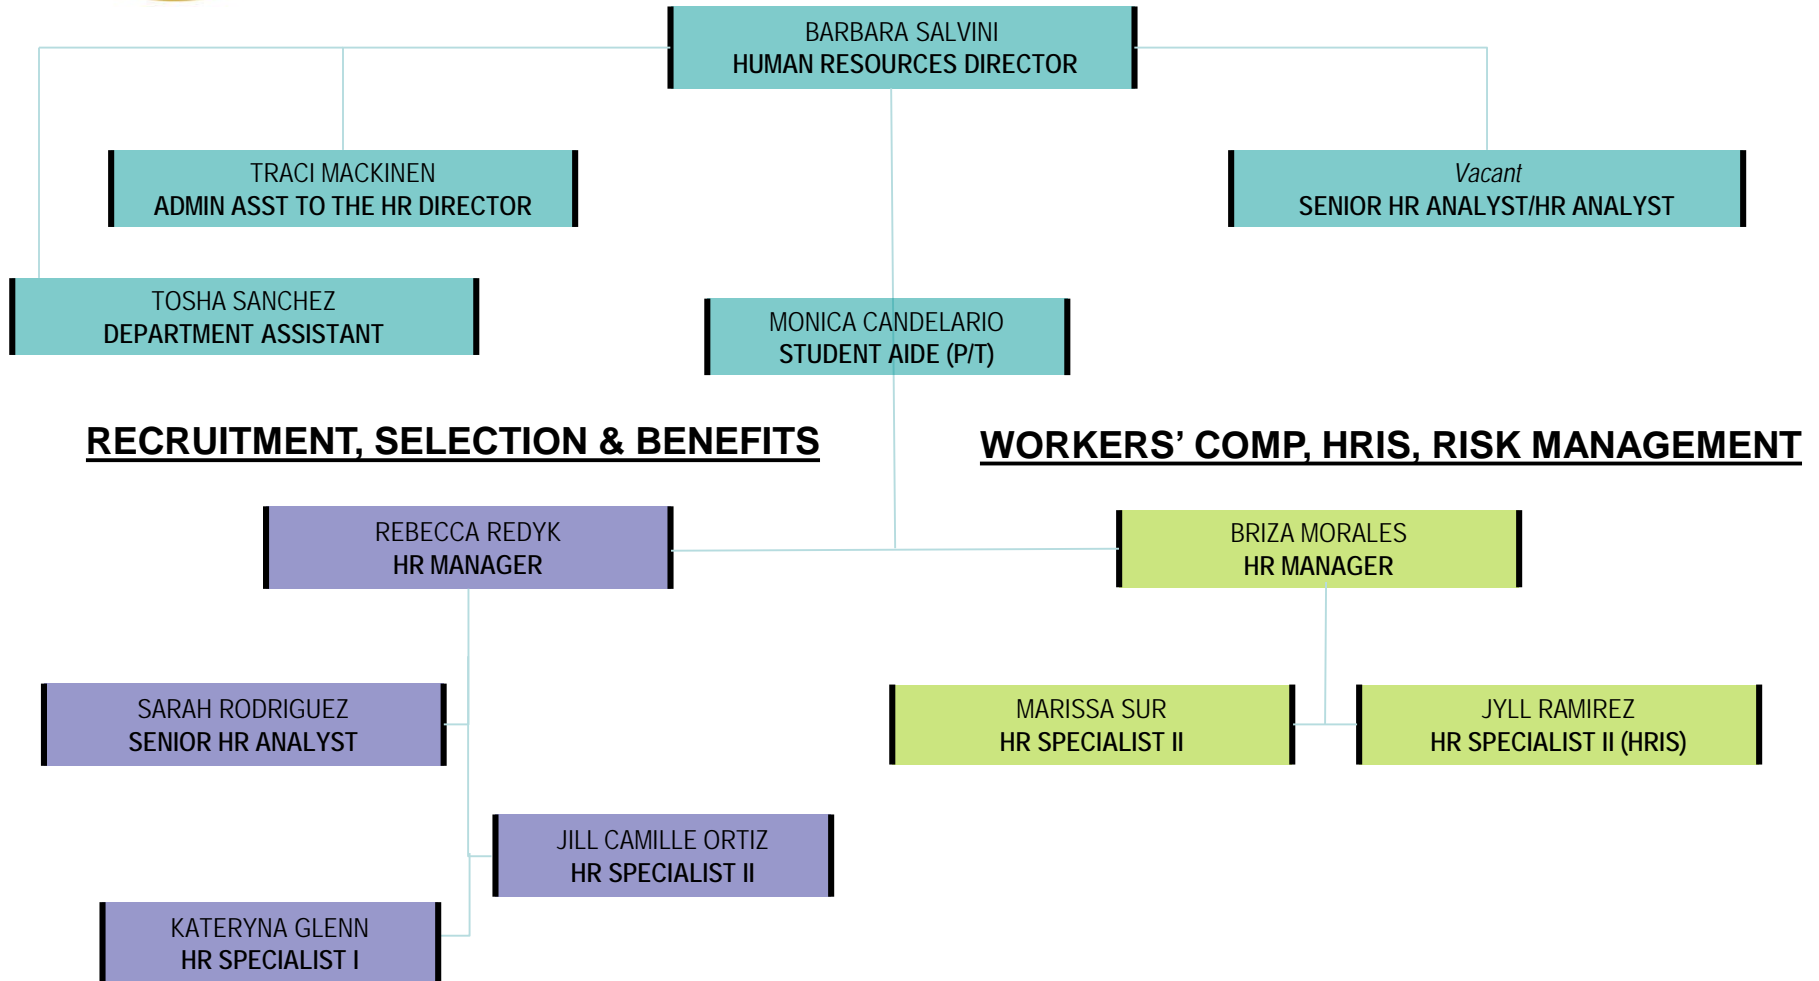 BARBARA SALVINI
HUMAN RESOURCES DIRECTOR
TRACI MACKINEN
ADMIN ASST TO THE HR DIRECTOR
Vacant
SENIOR HR ANALYST/HR ANALYST
TOSHA SANCHEZ
DEPARTMENT ASSISTANT
MONICA CANDELARIO
STUDENT AIDE (P/T)
RECRUITMENT, SELECTION & BENEFITS
WORKERS’ COMP, HRIS, RISK MANAGEMENT
REBECCA REDYK
HR MANAGER
BRIZA MORALES
HR MANAGER
SARAH RODRIGUEZ
SENIOR HR ANALYST
MARISSA SUR
HR SPECIALIST II
JYLL RAMIREZ
HR SPECIALIST II (HRIS)
JILL CAMILLE ORTIZ
HR SPECIALIST II
KATERYNA GLENN
HR SPECIALIST I